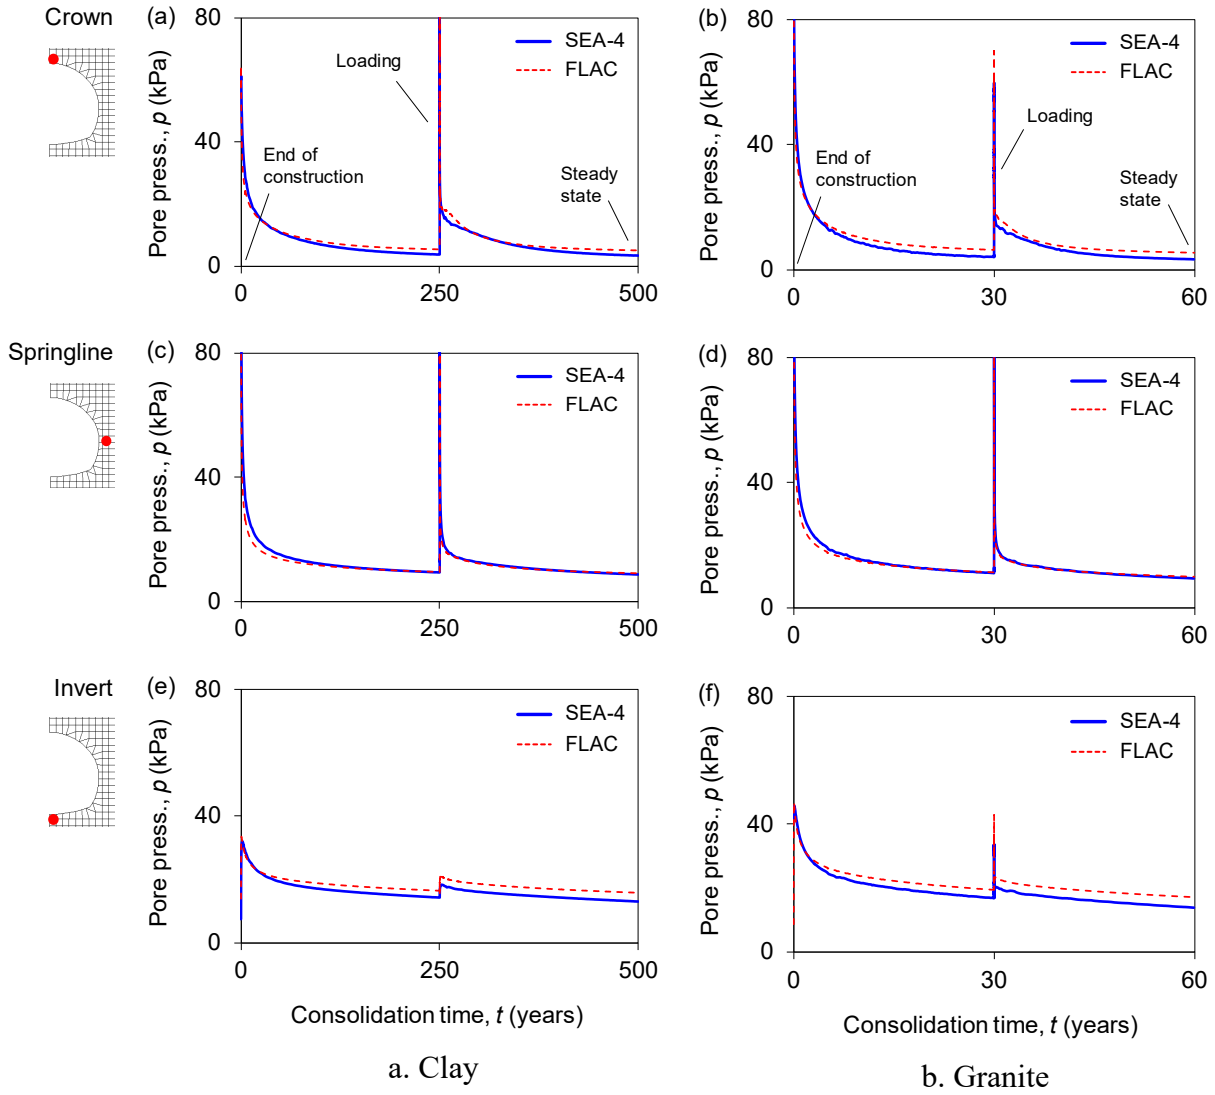 Crown
(a)
80
40
0
Pore press., p (kPa)
SEA-4
FLAC
Loading
End of
construction
Steady
state
0
250
500
(b)
80
40
0
Pore press., p (kPa)
SEA-4
FLAC
Loading
End of
construction
Steady
state
0
30
60
Springline
(c)
80
40
0
Pore press., p (kPa)
SEA-4
FLAC
0
250
500
(d)
80
40
0
Pore press., p (kPa)
SEA-4
FLAC
0
30
60
Invert
(e)
80
40
0
Pore press., p (kPa)
SEA-4
FLAC
0
250
500
Consolidation time, t (years)
a. Clay
(f)
80
40
0
Pore press., p (kPa)
SEA-4
FLAC
0
30
60
Consolidation time, t (years)
b. Granite